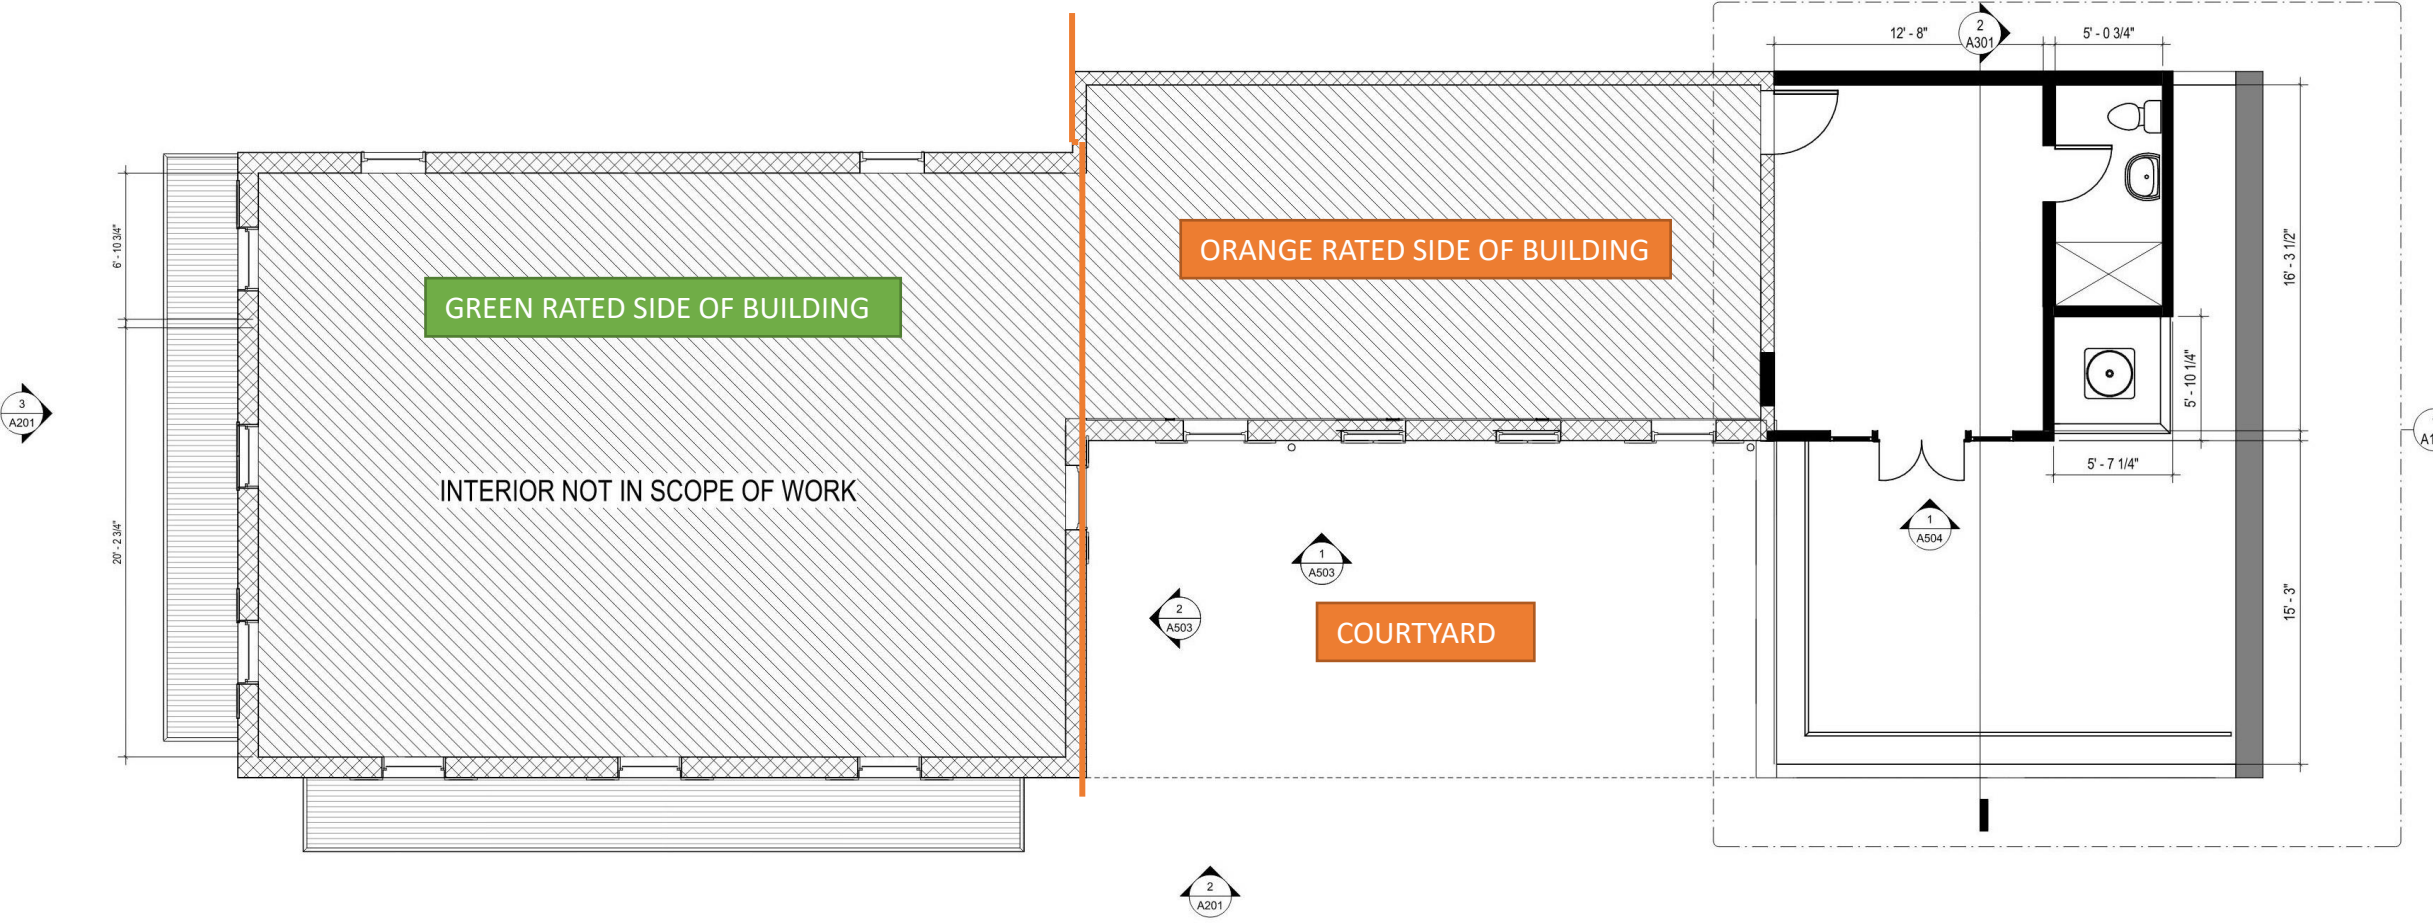 12' - 8"
2
A301
5' - 0 3/4"
6' - 10 3/4"
ORANGE RATED SIDE OF BUILDING
16' - 3 1/2"
GREEN RATED SIDE OF BUILDING
3
A201
5' - 10 1/4"
5' - 7 1/4"
INTERIOR NOT IN SCOPE OF WORK
20' - 2 3/4"
1
A504
1
A503
2
A503
COURTYARD
15' - 3"
2
A201